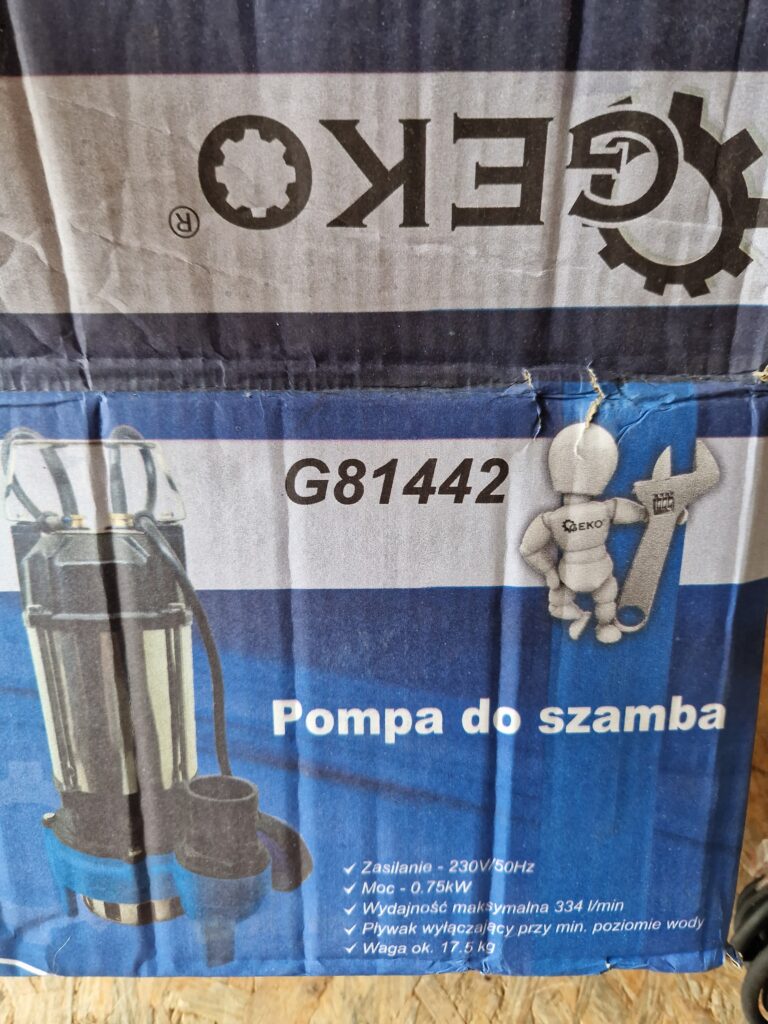 GEKO®
G81442
GEKO
Pompa do szamba
✓ Zasilanie - 230V/50Hz
✓ Moc - 0.75kW
✓ Wydajność maksymalna 334 l/min
✓ Pływak wyłączający przy min. poziomie wody
✓ Waga ok. 17.5 kg